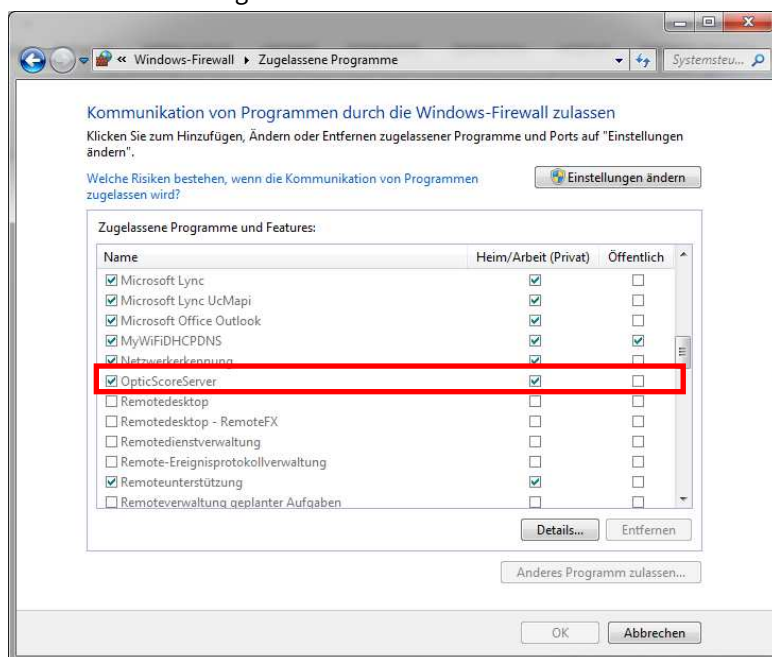 « Windows-Firewall ▸ Zugelassene Programme
Systemsteu...
Kommunikation von Programmen durch die Windows-Firewall zulassen
Klicken Sie zum Hinzufügen, Ändern oder Entfernen zugelassener Programme und Ports auf "Einstellungen
ändern".
Welche Risiken bestehen, wenn die Kommunikation von Programmen
zugelassen wird?
Einstellungen ändern
Zugelassene Programme und Features:
Name Heim/Arbeit (Privat) Öffentlich
Microsoft Lync
Microsoft Lync UcMapi
Microsoft Office Outlook
MyWiFiDHCPDNS
Netzwerkerkennung
OpticScoreServer
Remotedesktop
Remotedesktop - RemoteFX
Remotedienstverwaltung
Remote-Ereignisprotokollverwaltung
Remoteunterstützung
Remoteverwaltung geplanter Aufgaben
Details... Entfernen
Anderes Programm zulassen...
OK Abbrechen